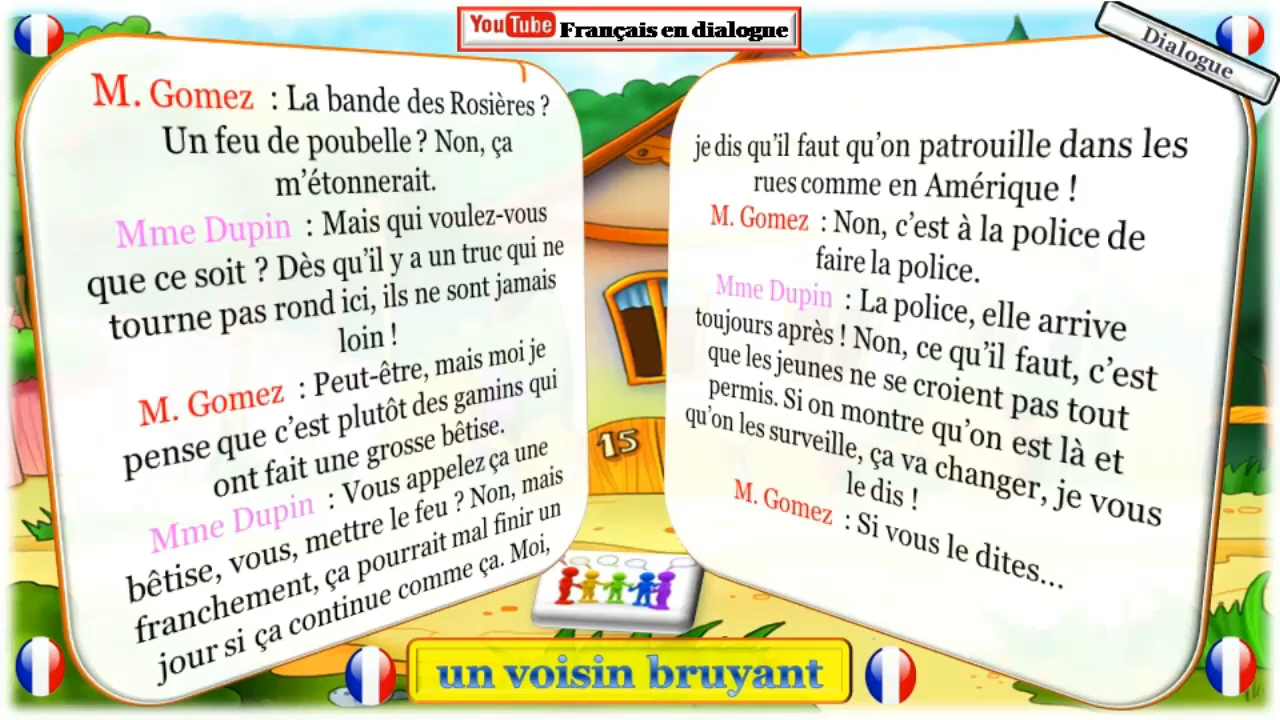 YouTube Français en dialogue
Dialogue
M. Gomez : La bande des Rosières ?
Un feu de poubelle ? Non, ça
m'étonnerait.
Mme Dupin : Mais qui voulez-vous
que ce soit ? Dès qu'il y a un truc qui ne
tourne pas rond ici, ils ne sont jamais
loin !
M. Gomez : Peut-être, mais moi je
pense que c'est plutôt des gamins qui
ont fait une grosse bêtise.
Mme Dupin : Vous appelez ça une
bêtise, vous, mettre le feu ? Non, mais
franchement, ça pourrait mal finir un
jour si ça continue comme ça. Moi,
je dis qu'il faut qu'on patrouille dans les
rues comme en Amérique !
M. Gomez : Non, c'est à la police de
faire la police.
Mme Dupin : La police, elle arrive
toujours après ! Non, ce qu'il faut, c'est
que les jeunes ne se croient pas tout
permis. Si on montre qu'on est là et
qu'on les surveille, ça va changer, je vous
le dis !
M. Gomez : Si vous le dites...
15
un voisin bruyant